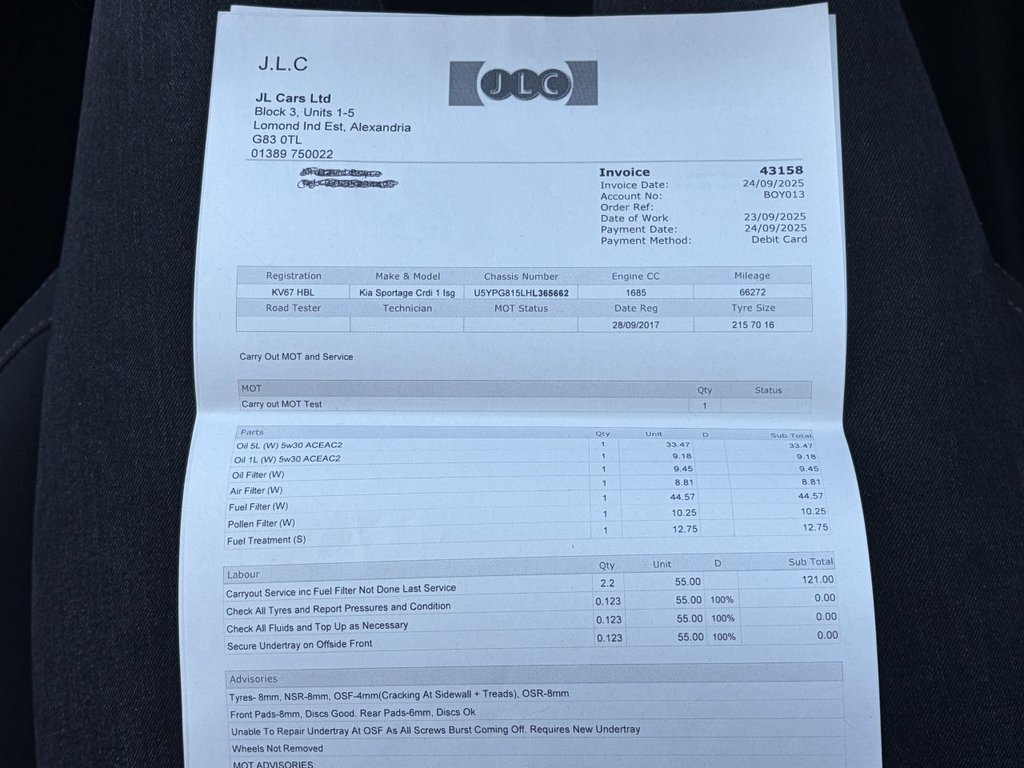 J.L.C
JLC
JL Cars Ltd
Block 3, Units 1-5
Lomond Ind Est, Alexandria
G83 0TL
01389 750022
Invoice 43158
Invoice Date: 24/09/2025
Account No: BOY013
Order Ref:
Date of Work 23/09/2025
Payment Date: 24/09/2025
Payment Method: Debit Card
Registration Make & Model Chassis Number Engine CC Mileage
KV67 HBL Kia Sportage Crdi 1 Isg U5YPG815LHL365662 1685 66272
Road Tester Technician MOT Status Date Reg Tyre Size
28/09/2017 215 70 16
Carry Out MOT and Service
MOT Qty Status
Carry out MOT Test 1
Parts Qty Unit D Sub Total
Oil 5L (W) 5w30 ACEAC2 1 33.47 33.47
Oil 1L (W) 5w30 ACEAC2 1 9.18 9.18
Oil Filter (W) 1 9.45 9.45
Air Filter (W) 1 8.81 8.81
Fuel Filter (W) 1 44.57 44.57
Pollen Filter (W) 1 10.25 10.25
Fuel Treatment (S) 1 12.75 12.75
Labour Qty Unit D Sub Total
Carryout Service inc Fuel Filter Not Done Last Service 2.2 55.00 121.00
Check All Tyres and Report Pressures and Condition 0.123 55.00 100% 0.00
Check All Fluids and Top Up as Necessary 0.123 55.00 100% 0.00
Secure Undertray on Offside Front 0.123 55.00 100% 0.00
Advisories
Tyres- 8mm, NSR-8mm, OSF-4mm(Cracking At Sidewall + Treads), OSR-8mm
Front Pads-8mm, Discs Good. Rear Pads-6mm, Discs Ok
Unable To Repair Undertray At OSF As All Screws Burst Coming Off. Requires New Undertray
Wheels Not Removed
MOT ADVISORIES: